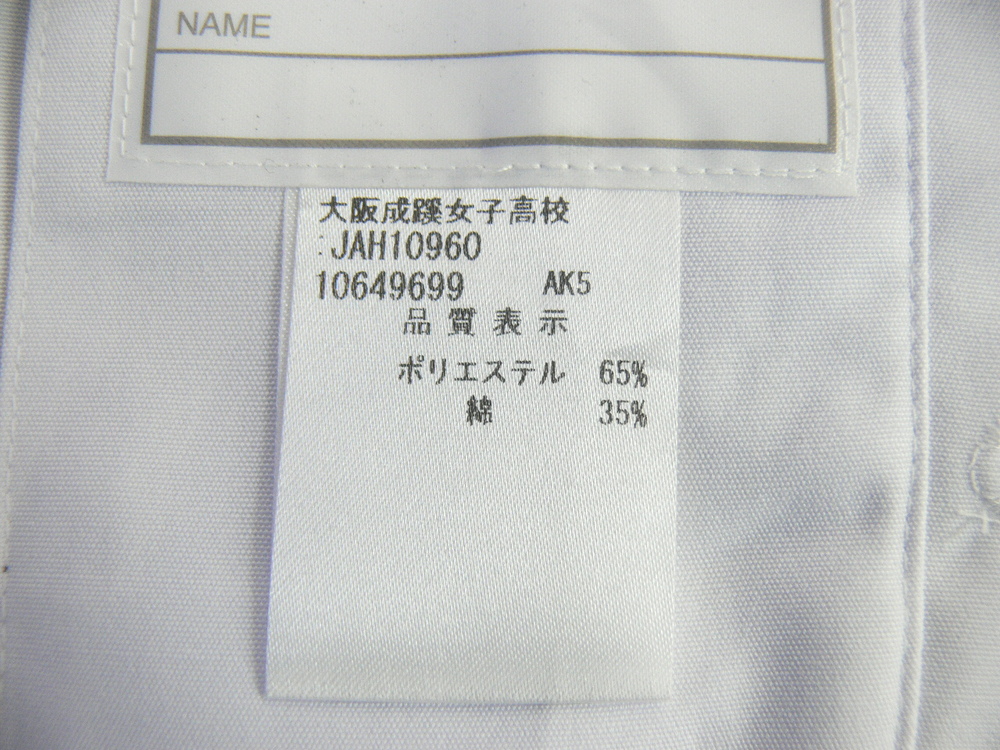 NAME
大阪成蹊女子高校
:JAH10960
10649699 AK5
品質表示
ポリエステル 65%
綿 35%